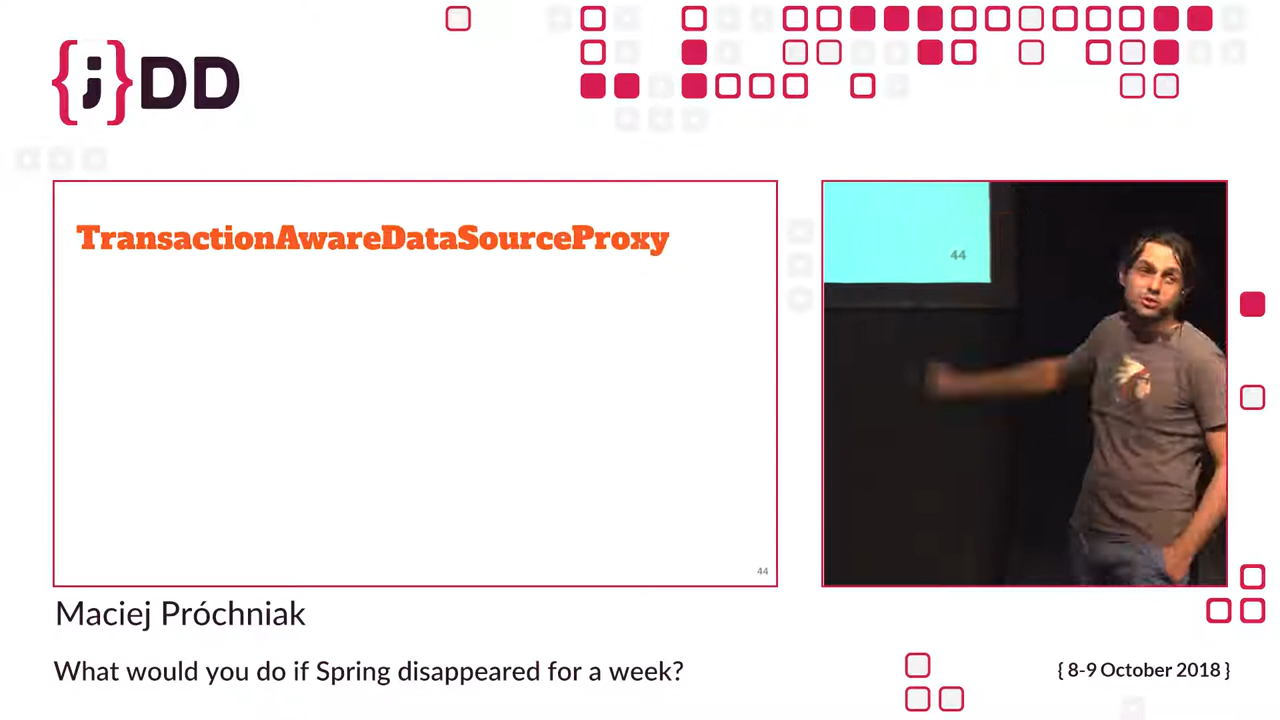 {j}DD
TransactionAwareDataSourceProxy
44
44
Maciej Próchniak
What would you do if Spring disappeared for a week?
{ 8-9 October 2018 }